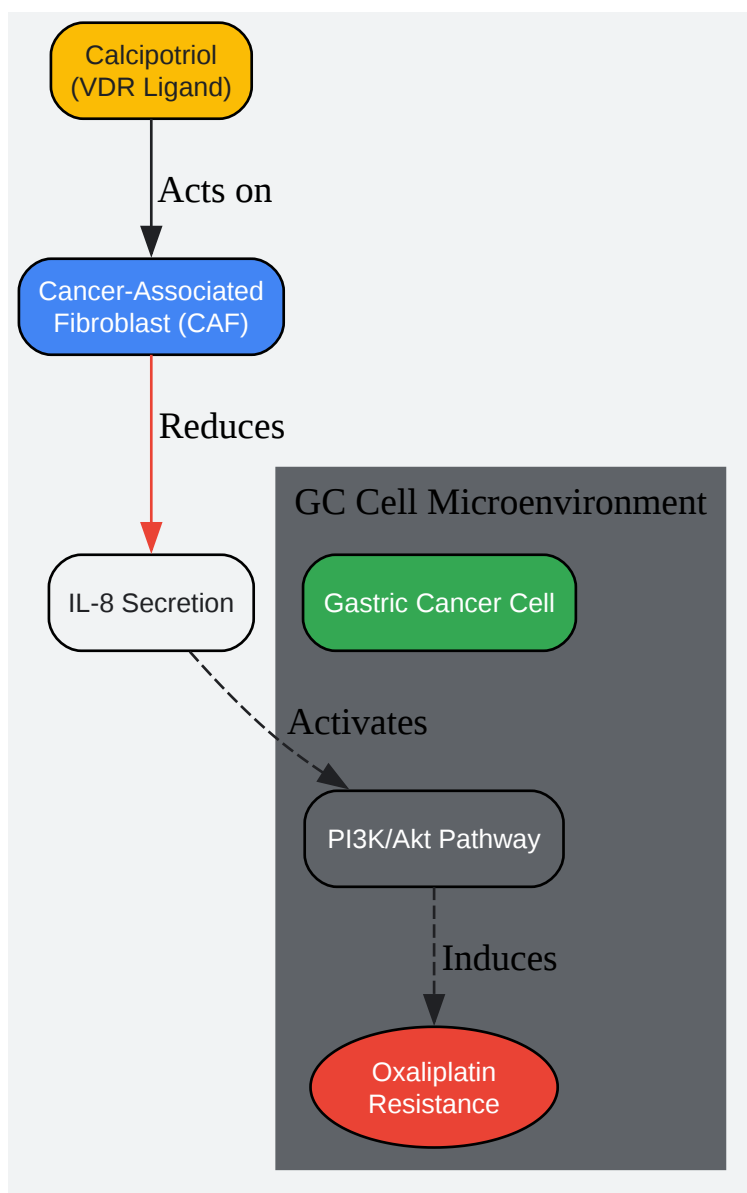 Calcipotriol
(VDR Ligand)
Acts on
Cancer-Associated
Fibroblast (CAF)
Reduces
GC Cell Microenvironment
IL-8 Secretion
Gastric Cancer Cell
Activates
PI3K/Akt Pathway
Induces
Oxaliplatin
Resistance